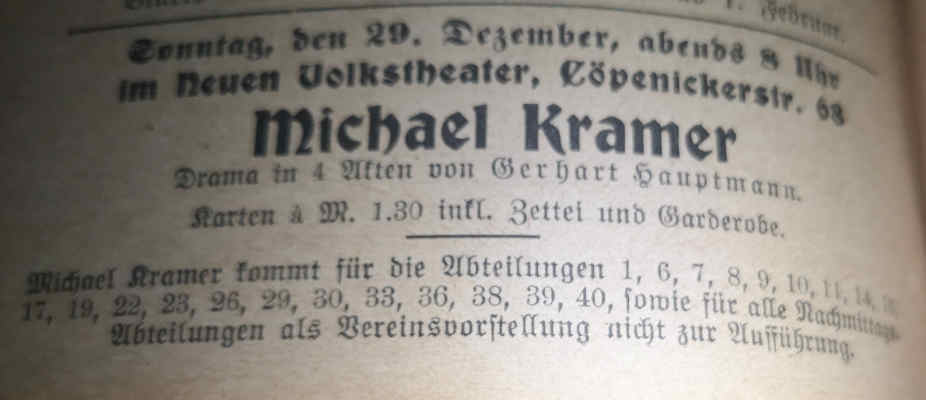 1. Februar.
Sonntag, den 29. Dezember, abends 8 Uhr
im Neuen Volkstheater, Cöpenickerstr. 68
Michael Kramer
Drama in 4 Akten von Gerhart Hauptmann.
Karten à M. 1.30 inkl. Zettel und Garderobe.
Michael Kramer kommt für die Abteilungen 1, 6, 7, 8, 9, 10, 11, 14,
17, 19, 22, 23, 26, 29, 30, 33, 36, 38, 39, 40, sowie für alle Nachmittags-
Abteilungen als Vereinsvorstellung nicht zur Aufführung.